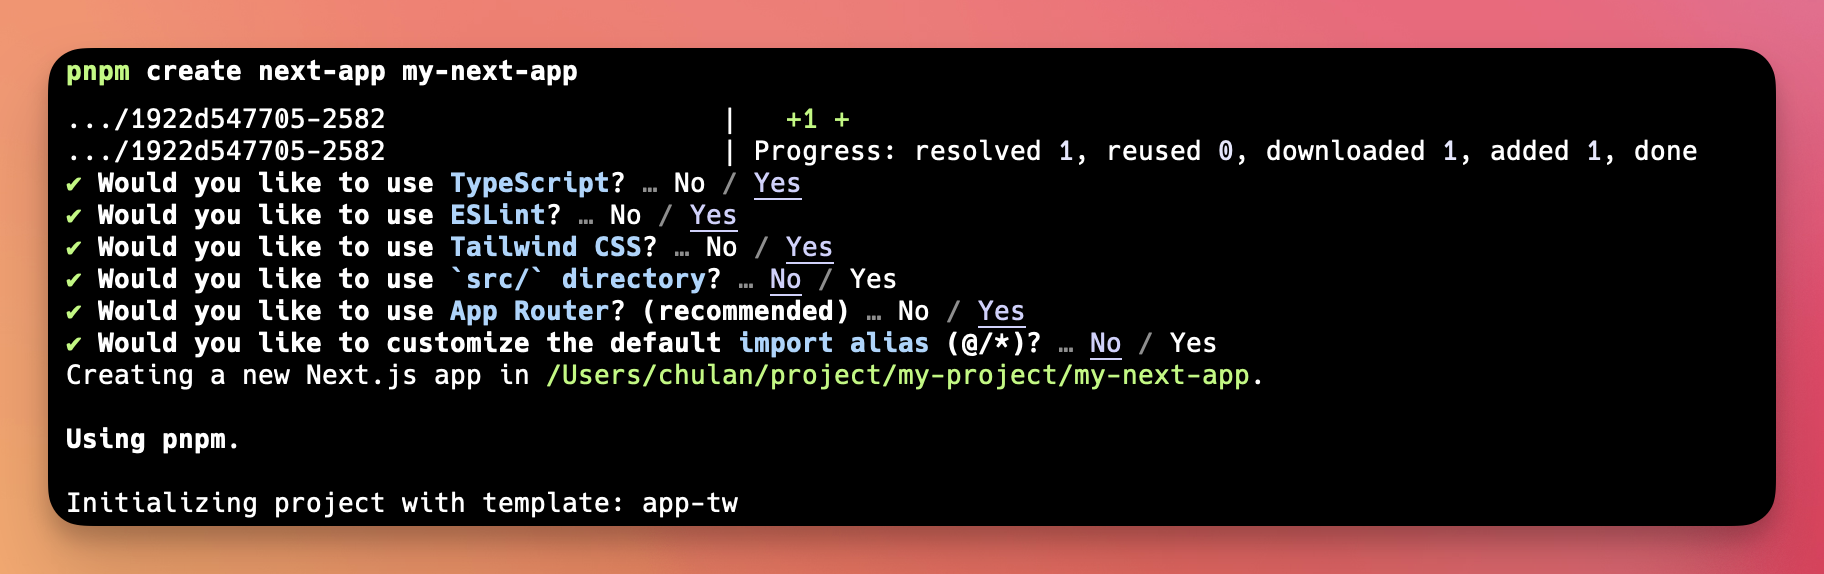 pnpm create next-app my-next-app
.../1922d547705-2582 | +1 +
.../1922d547705-2582 | Progress: resolved 1, reused 0, downloaded 1, added 1, done
✔ Would you like to use TypeScript? … No / Yes
✔ Would you like to use ESLint? … No / Yes
✔ Would you like to use Tailwind CSS? … No / Yes
✔ Would you like to use `src/` directory? … No / Yes
✔ Would you like to use App Router? (recommended) … No / Yes
✔ Would you like to customize the default import alias (@/*)? … No / Yes
Creating a new Next.js app in /Users/chulan/project/my-project/my-next-app.
Using pnpm.
Initializing project with template: app-tw